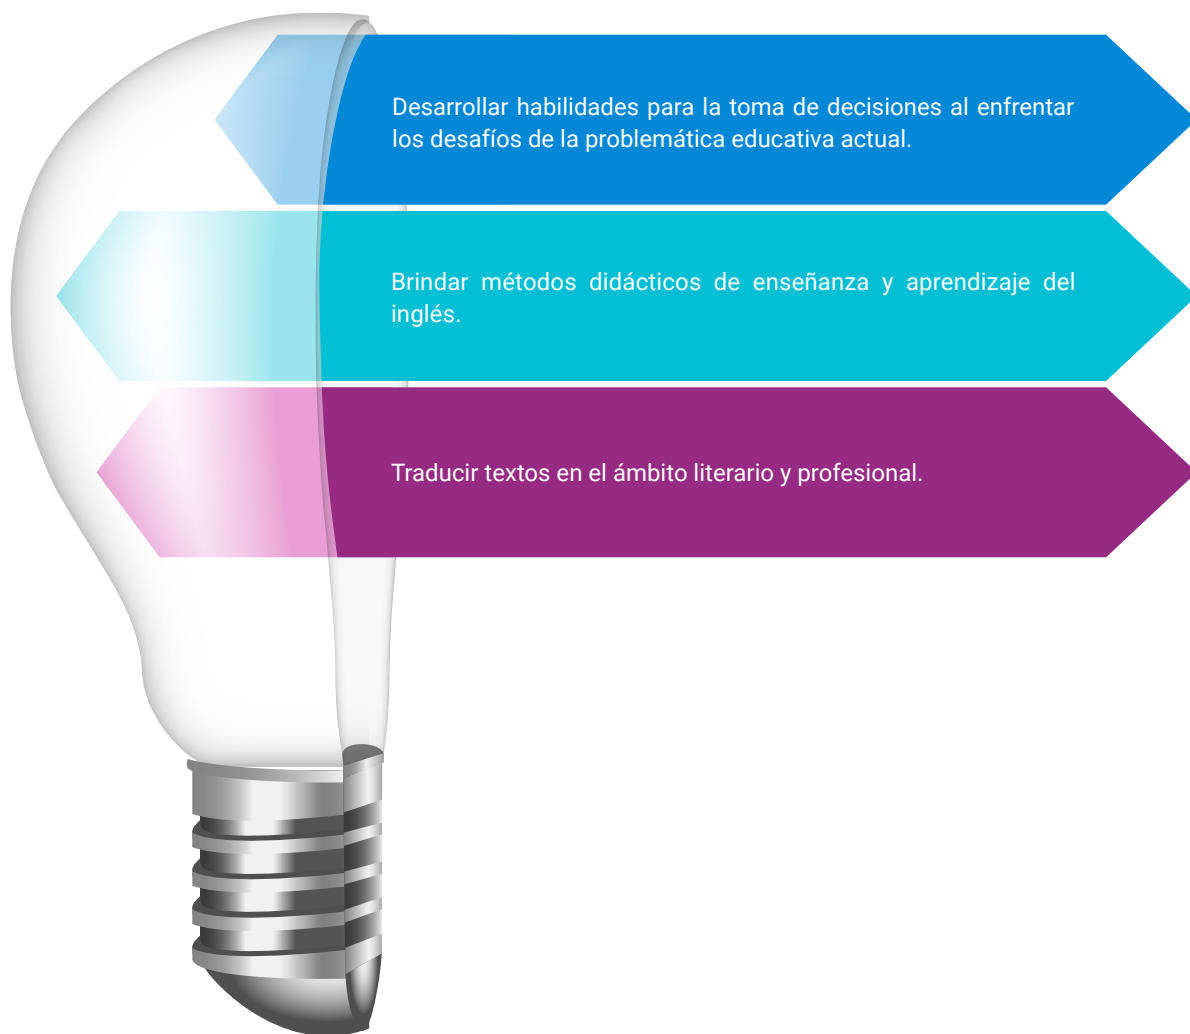 Desarrollar habilidades para la toma de decisiones al enfrentar
los desafíos de la problemática educativa actual.
Brindar métodos didácticos de enseñanza y aprendizaje del
inglés.
Traducir textos en el ámbito literario y profesional.